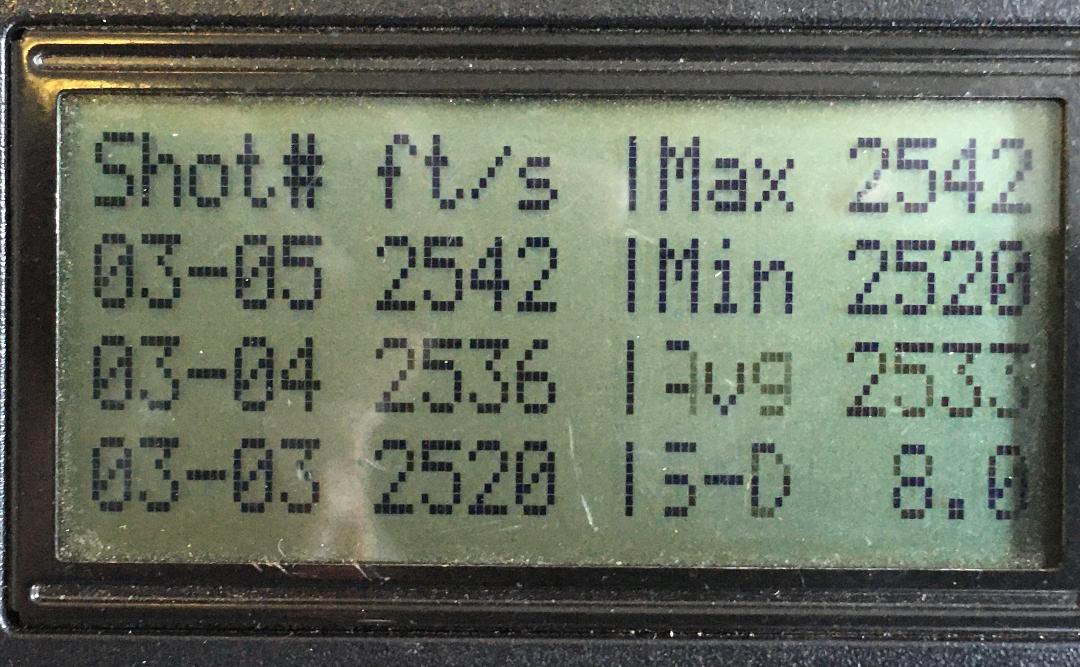 Shot# ft/s |Max 2542
03-05 2542 |Min 2520
03-04 2536 |Avg 2533
03-03 2520 |S-D 8.0